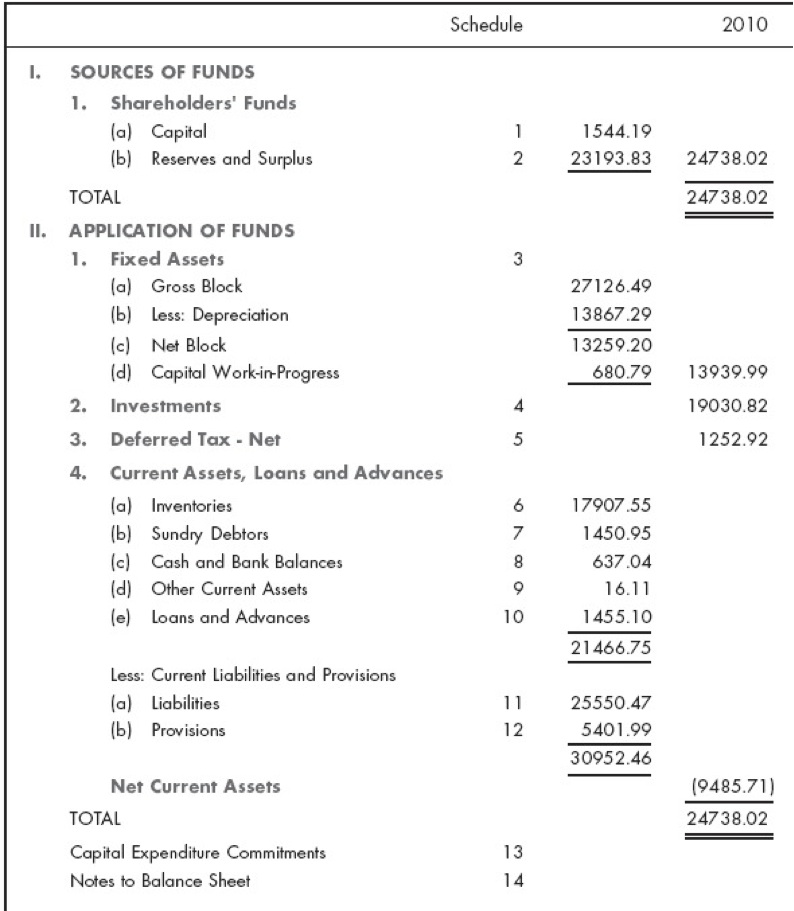 Schedule 2010
I. SOURCES OF FUNDS
1. Shareholders' Funds
(a) Capital 1 1544.19
(b) Reserves and Surplus 2 23193.83 24738.02
TOTAL 24738.02
II. APPLICATION OF FUNDS
1. Fixed Assets 3
(a) Gross Block 27126.49
(b) Less: Depreciation 13867.29
(c) Net Block 13259.20
(d) Capital Work-in-Progress 680.79 13939.99
2. Investments 4 19030.82
3. Deferred Tax - Net 5 1252.92
4. Current Assets, Loans and Advances
(a) Inventories 6 17907.55
(b) Sundry Debtors 7 1450.95
(c) Cash and Bank Balances 8 637.04
(d) Other Current Assets 9 16.11
(e) Loans and Advances 10 1455.10
21466.75
Less: Current Liabilities and Provisions
(a) Liabilities 11 25550.47
(b) Provisions 12 5401.99
30952.46
Net Current Assets (9485.71)
TOTAL 24738.02
Capital Expenditure Commitments 13
Notes to Balance Sheet 14